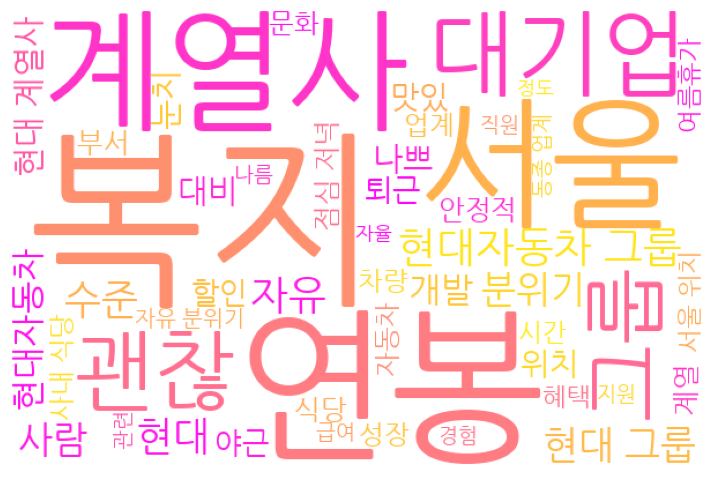 현대 계열사
계열사
문화
대기업
여름휴가
눈치
맛있
정도
업계
직원
동종 업계
서울
부서
복지
나름
점심 저녁
나쁘
대비
퇴근
안정적
자율
현대자동차 그룹
현대자동차
수준
할인
자유
차량
개발 분위기
그룹
서울 위치
자유 분위기
사내 식당
괜찮
연봉
자동차
시간
위치
계열
혜택
지원
식당
사람
관련
현대
야근
급여
성장
경험
현대 그룹